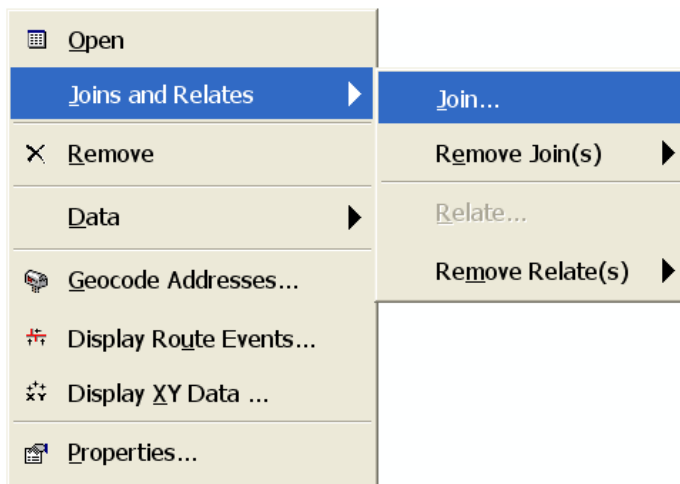 Open
Joins and Relates
Remove
Data
Geocode Addresses...
Display Route Events...
Display XY Data ...
Properties...
Join...
Remove Join(s)
Relate...
Remove Relate(s)